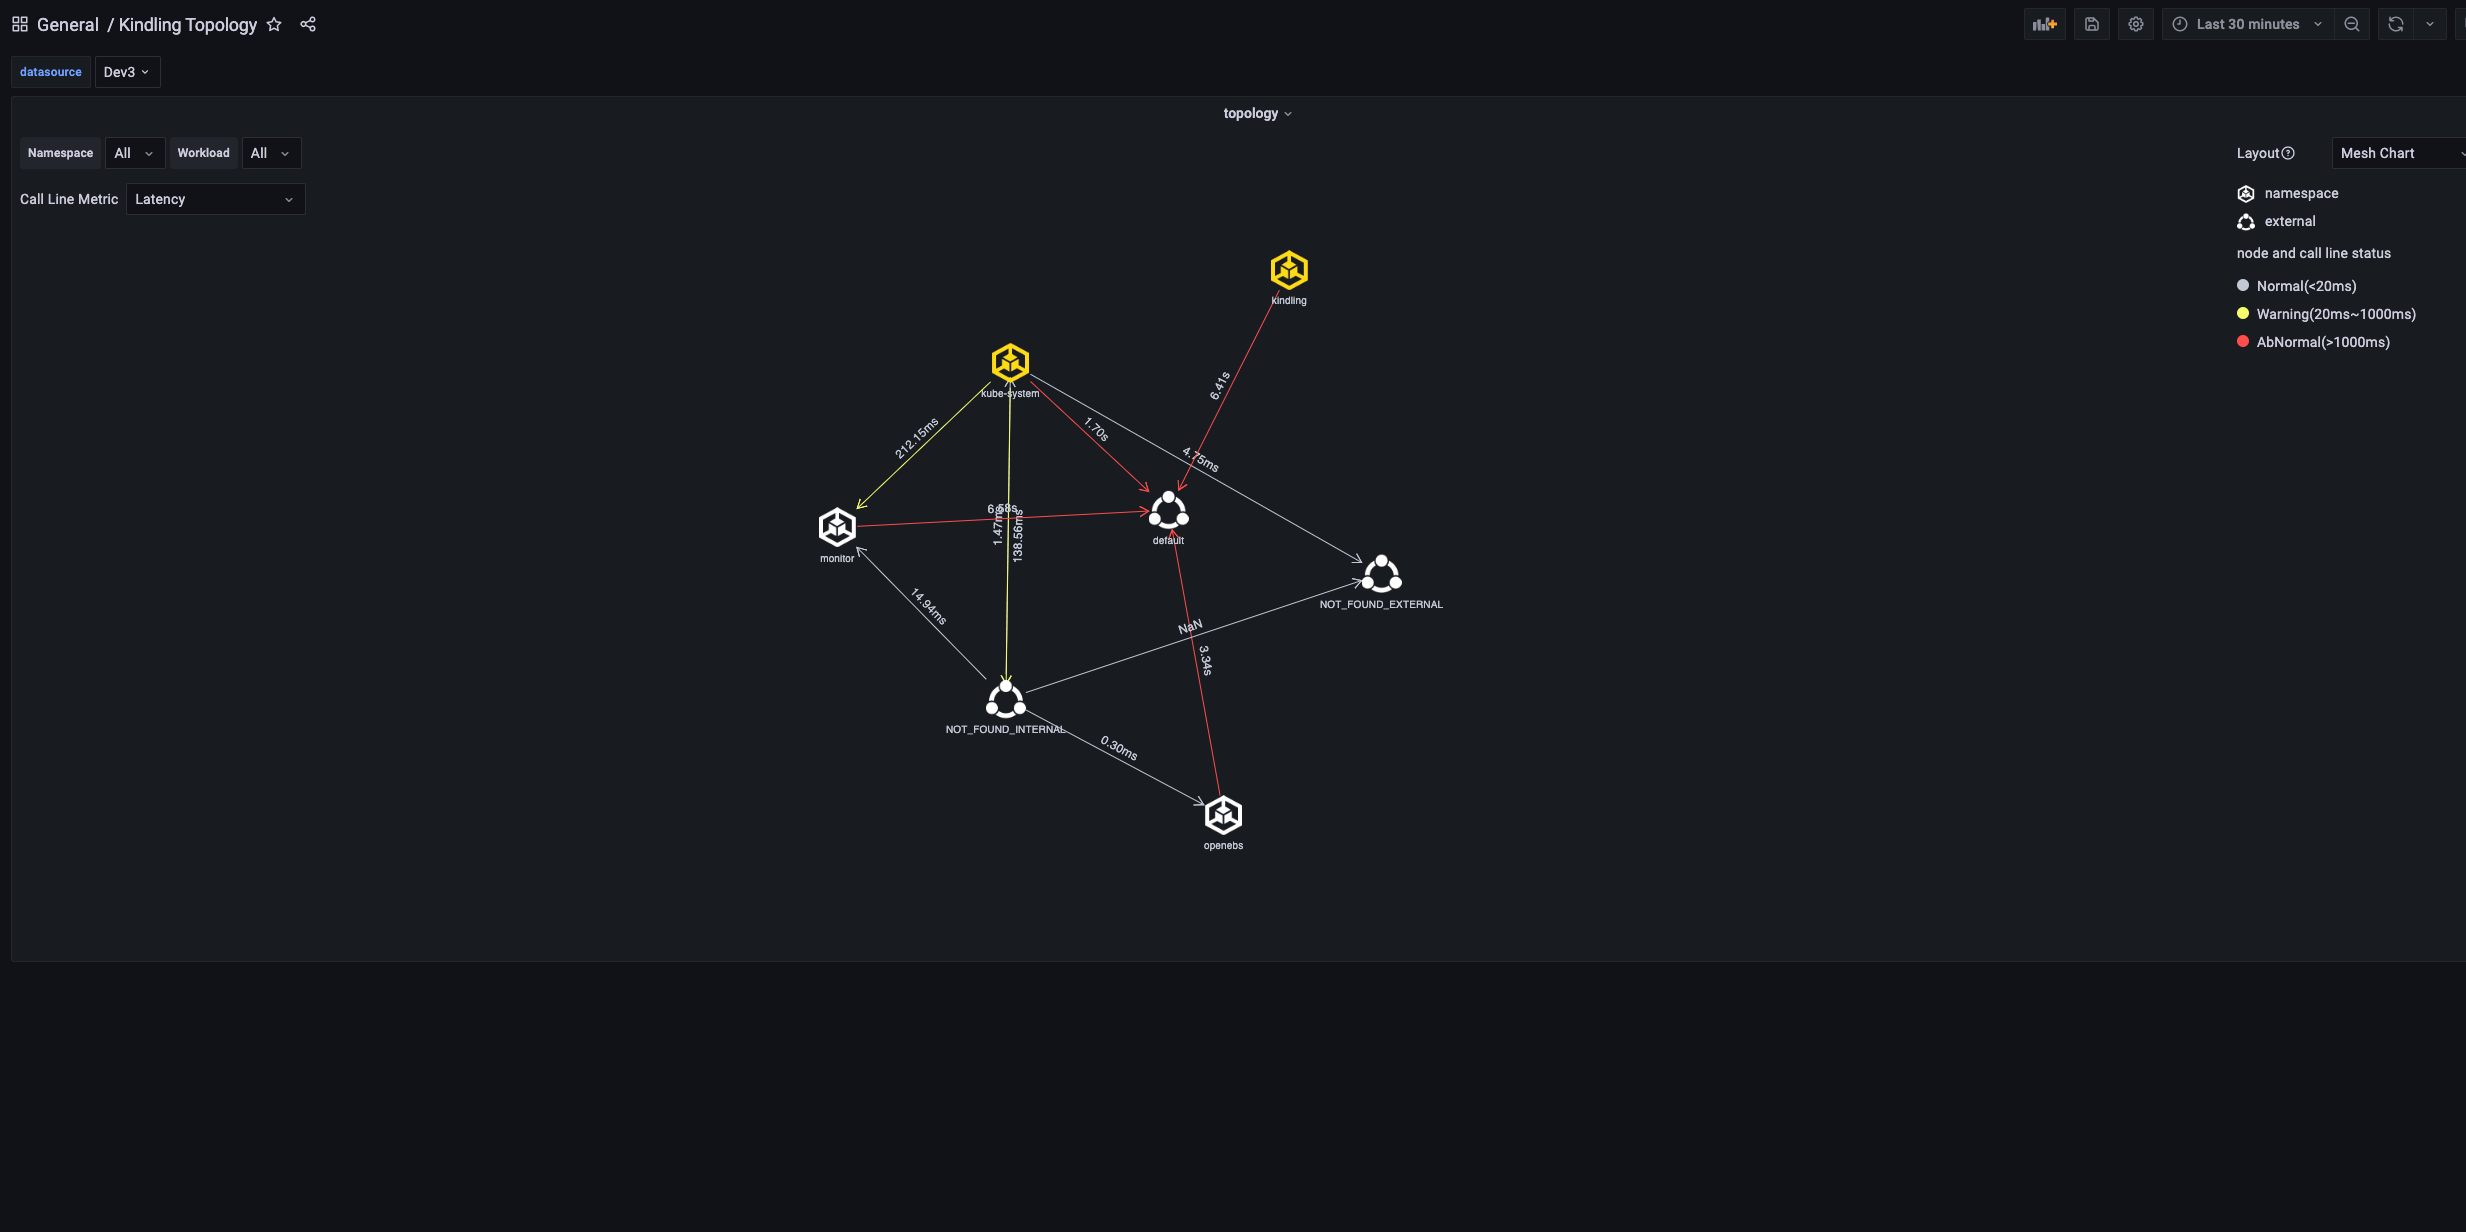 General / Kindling Topology
Last 30 minutes
datasource Dev3
topology
Namespace All Workload All
Layout Mesh Chart
Call Line Metric Latency
namespace
external
node and call line status
Normal(<20ms)
Warning(20ms~1000ms)
AbNormal(>1000ms)
kindling
kube-system
6.41s
212.15ms
1.70s
4.75ms
6.58s
1.47ms
138.56ms
default
monitor
14.94ms
NOT_FOUND_EXTERNAL
NaN
3.34s
NOT_FOUND_INTERNAL
0.30ms
openebs